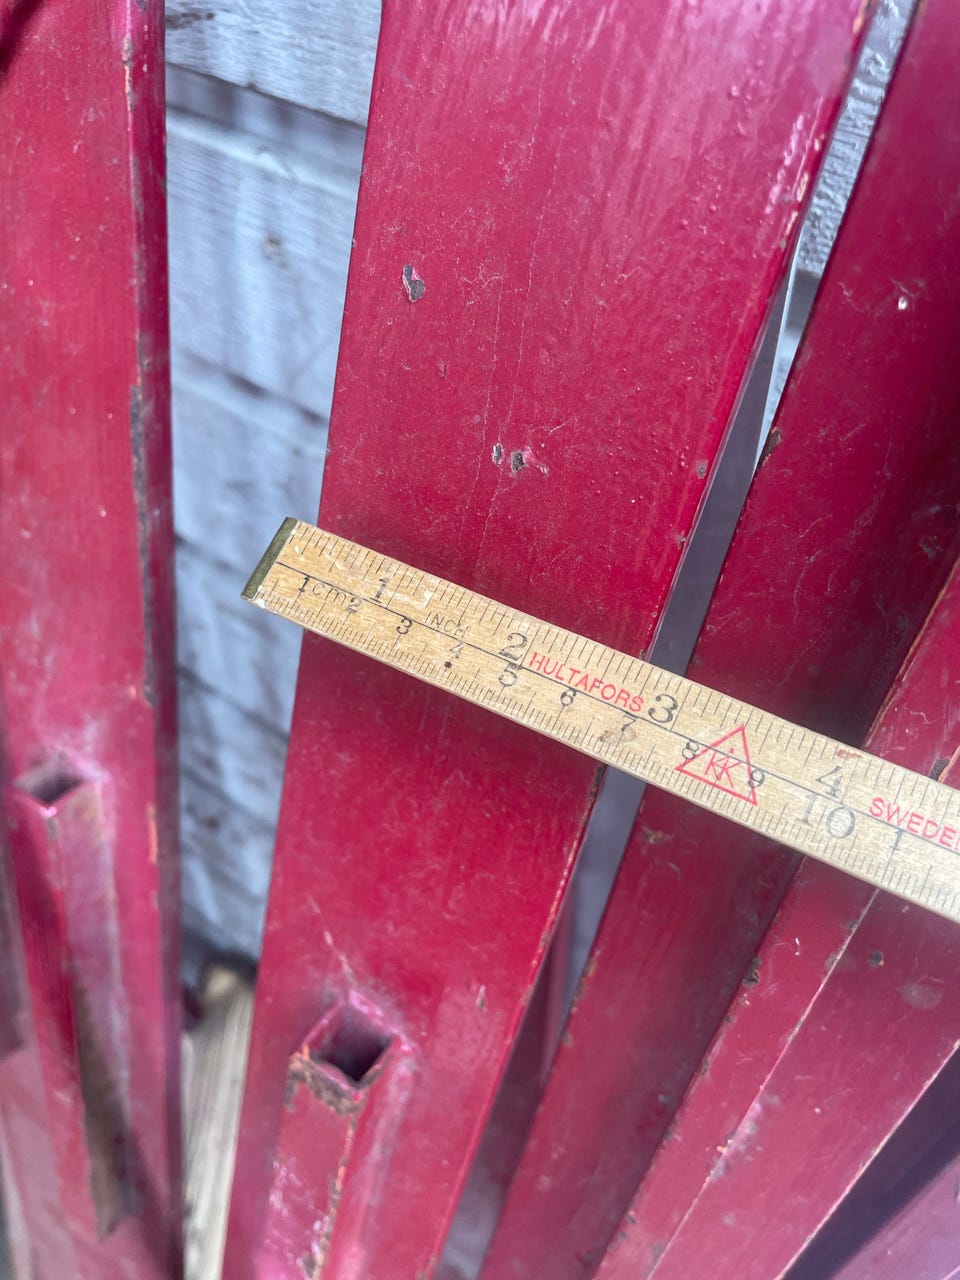 1 INCH 2 HULTAFORS 3 4 SWEDEN
1 cm 2 3 4 5 6 7 8 KK 9 10 1